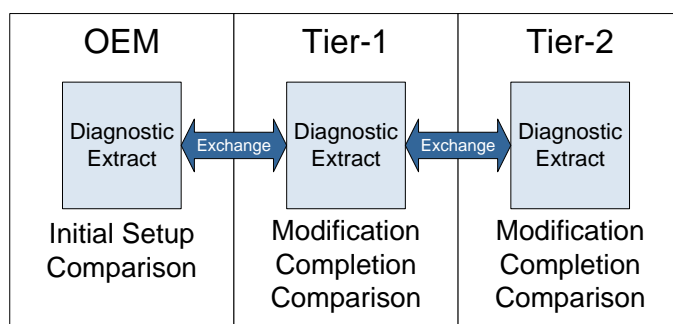 OEM
Tier-1
Tier-2
Diagnostic
Extract
Exchange
Diagnostic
Extract
Exchange
Diagnostic
Extract
Initial Setup
Comparison
Modification
Completion
Comparison
Modification
Completion
Comparison